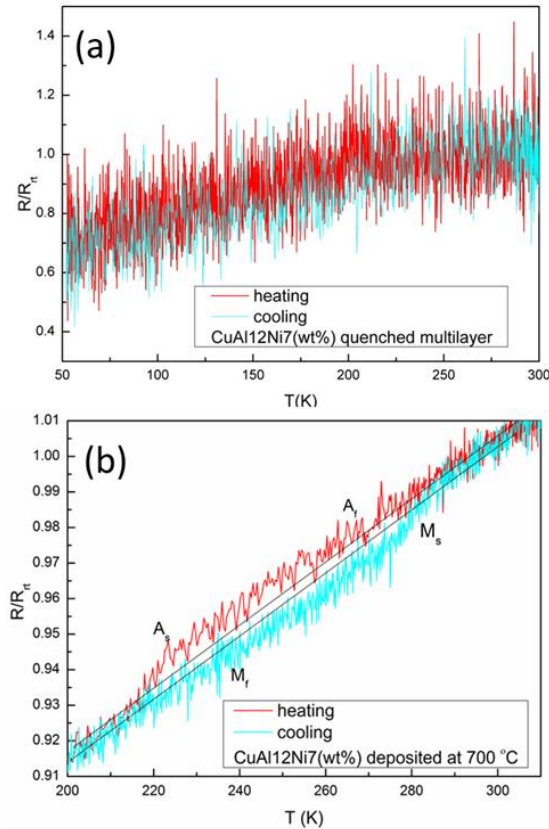 (a)
1.4
1.2
1.0
0.8
0.6
0.4
R/Rrt
heating
cooling
CuAl12Ni7(wt%) quenched multilayer
50 100 150 200 250 300
T(K)
(b)
1.01
1.00
0.99
0.98
0.97
0.96
0.95
0.94
0.93
0.92
0.91
R/Rrt
Af
Ms
As
Mf
heating
cooling
CuAl12Ni7(wt%) deposited at 700 °C
200 220 240 260 280 300
T (K)